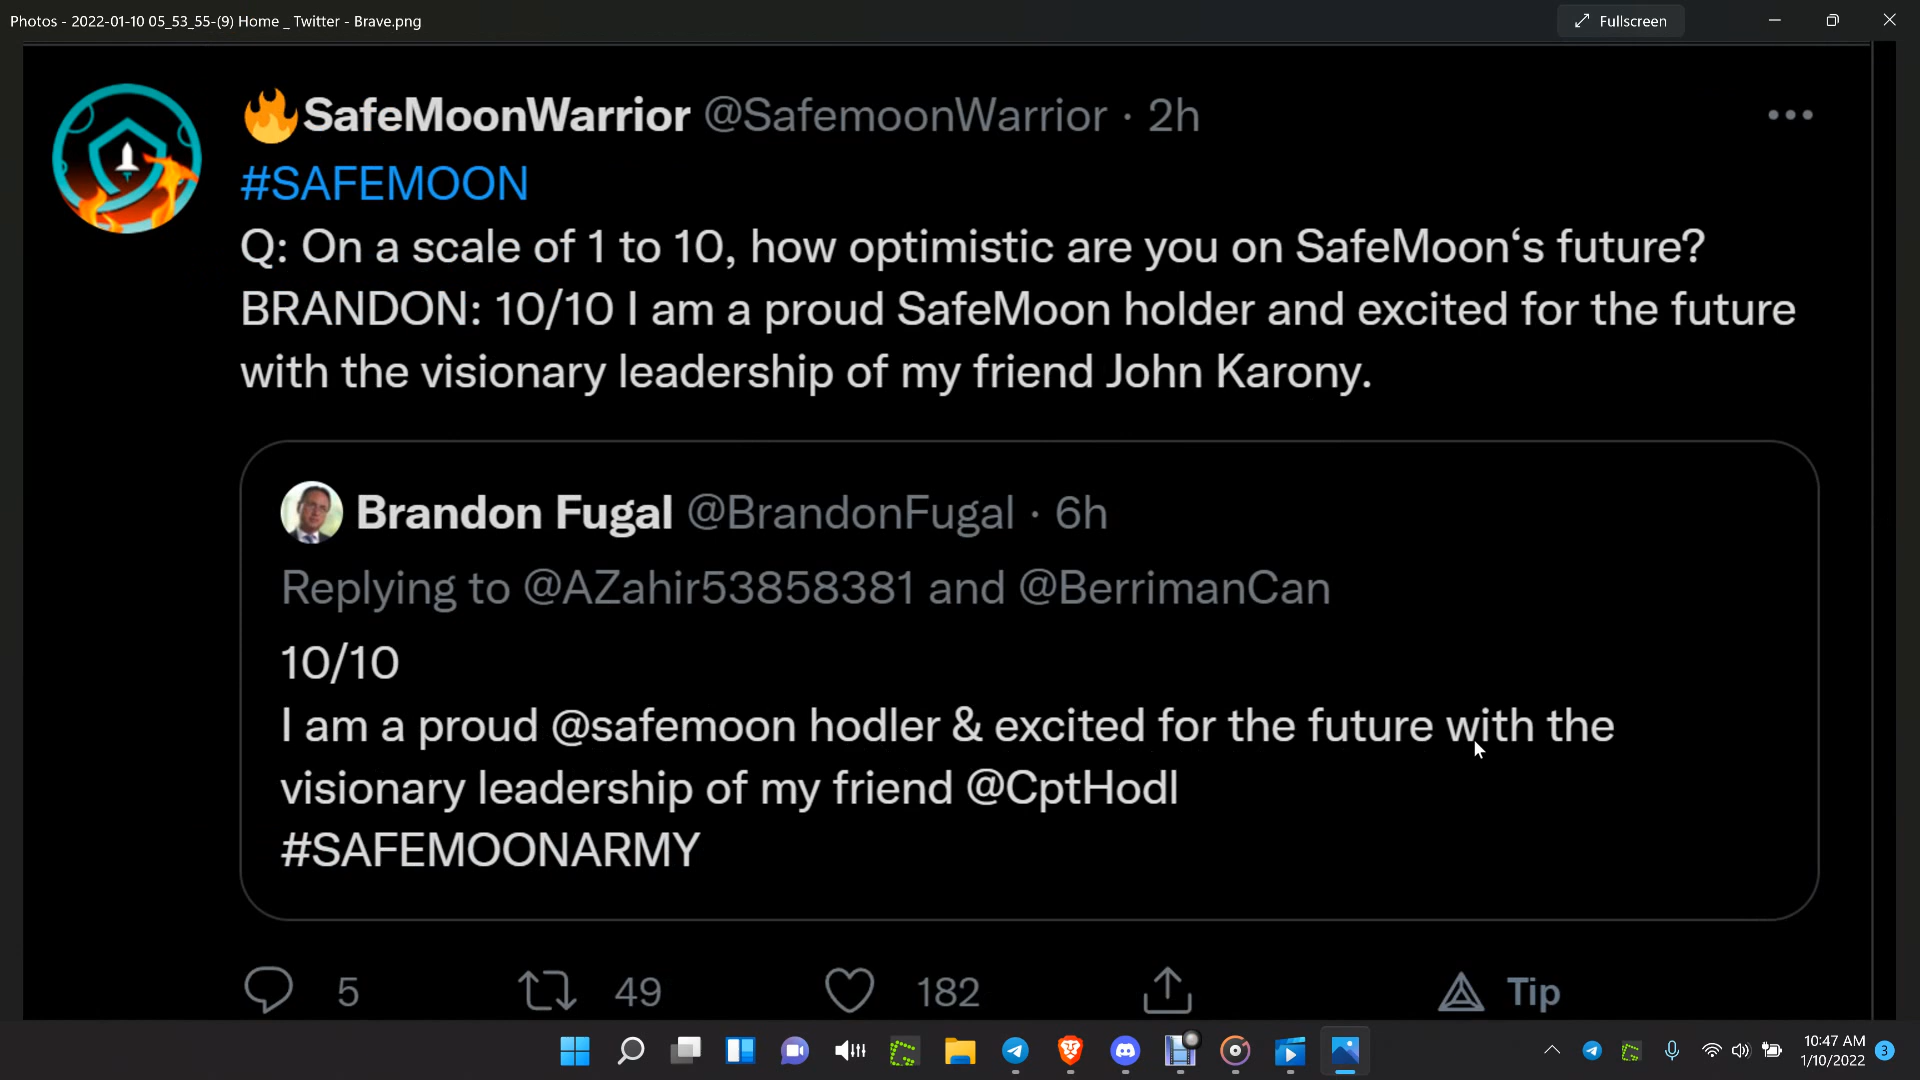 Photos - 2022-01-10 05_53_55-(9) Home _ Twitter - Brave.png
Fullscreen
SafeMoonWarrior @SafemoonWarrior · 2h
#SAFEMOON
Q: On a scale of 1 to 10, how optimistic are you on SafeMoon‘s future?
BRANDON: 10/10 I am a proud SafeMoon holder and excited for the future
with the visionary leadership of my friend John Karony.
Brandon Fugal @BrandonFugal · 6h
Replying to @AZahir53858381 and @BerrimanCan
10/10
I am a proud @safemoon hodler & excited for the future with the
visionary leadership of my friend @CptHodl
#SAFEMOONARMY
5 49 182 Tip
10:47 AM
1/10/2022 3